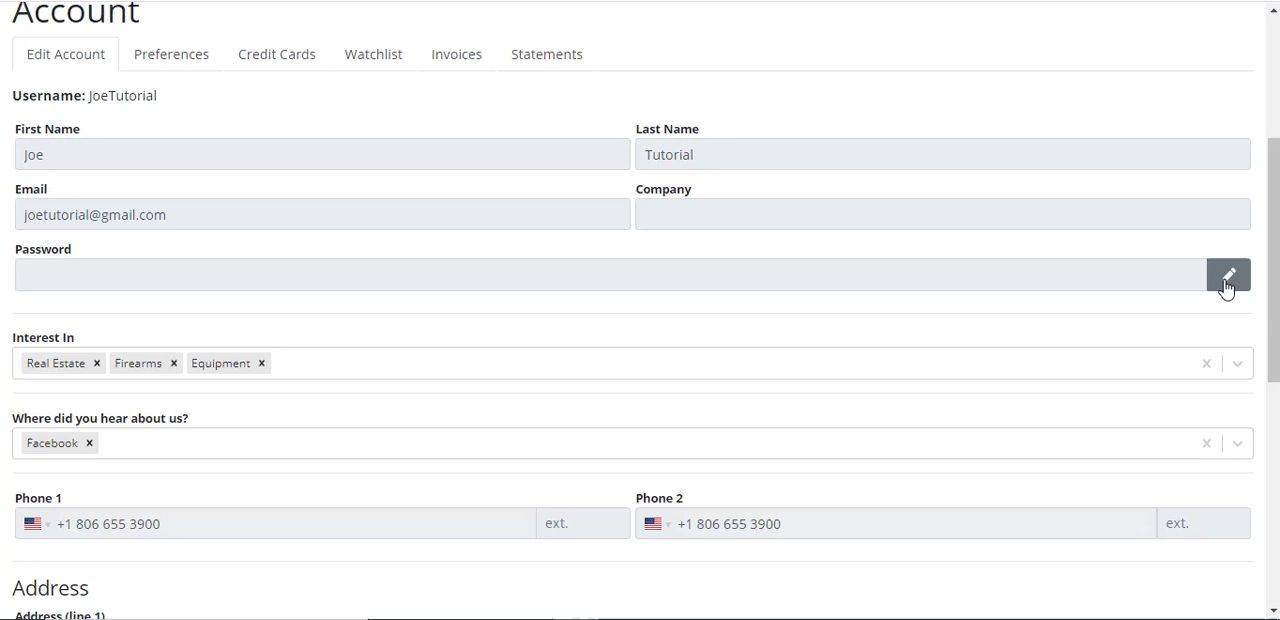 Account
Edit Account Preferences Credit Cards Watchlist Invoices Statements
Username: JoeTutorial
First Name Last Name
Joe Tutorial
Email Company
joetutorial@gmail.com
Password
Interest In
Real Estate × Firearms × Equipment ×
Where did you hear about us?
Facebook ×
Phone 1 Phone 2
+1 806 655 3900 ext. +1 806 655 3900 ext.
Address
Address (line 1)